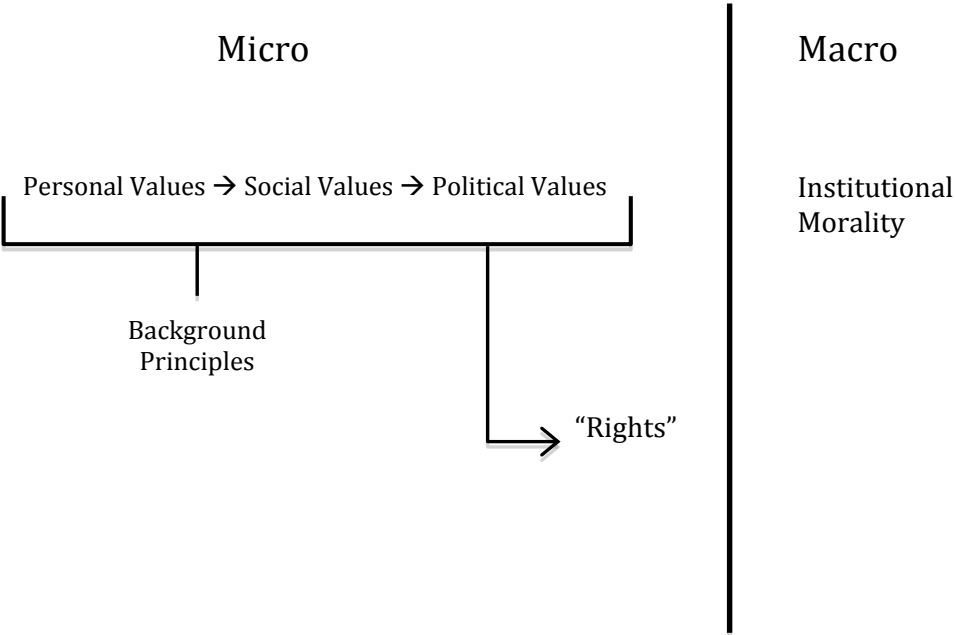 Micro
Macro
Personal Values → Social Values → Political Values
Institutional
Morality
Background
Principles
“Rights”